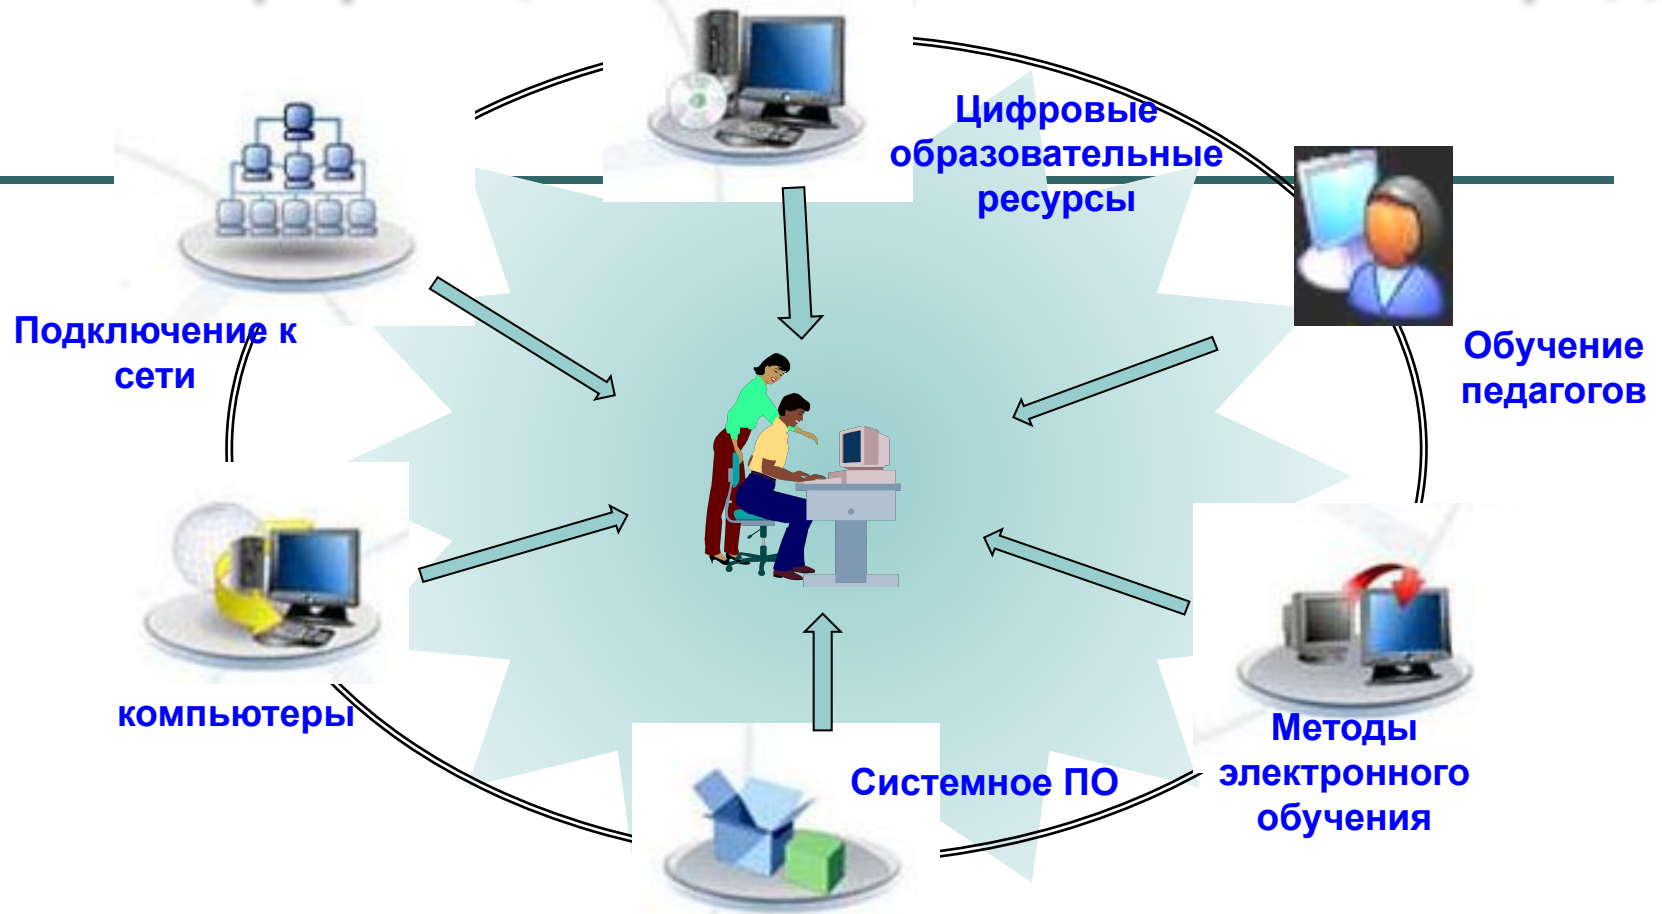 Цифровые
образовательные
ресурсы
Подключение к
сети
Обучение
педагогов
компьютеры
Системное ПО
Методы
электронного
обучения